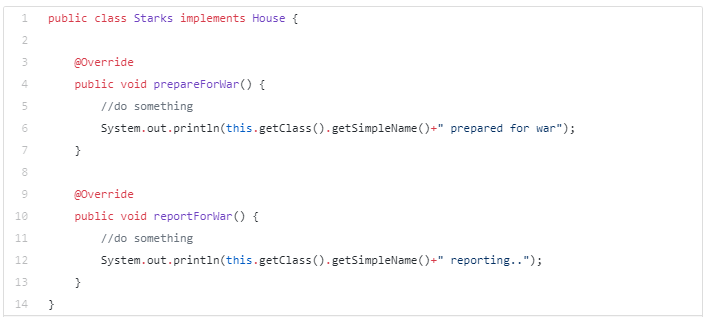 1 public class Starks implements House {
2
3 @Override
4 public void prepareForWar() {
5 //do something
6 System.out.println(this.getClass().getSimpleName()+" prepared for war");
7 }
8
9 @Override
10 public void reportForWar() {
11 //do something
12 System.out.println(this.getClass().getSimpleName()+" reporting..");
13 }
14 }